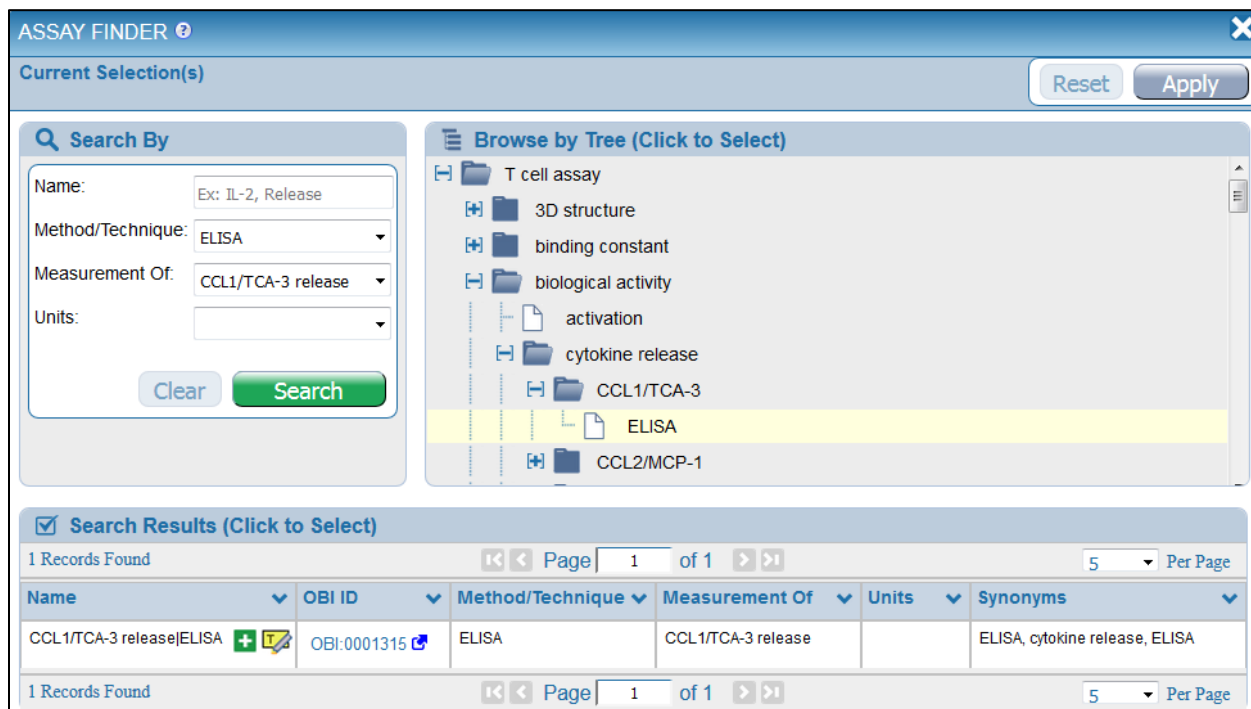 ASSAY FINDER ?
Current Selection(s)
Reset Apply
Search By
Name: Ex: IL-2, Release
Method/Technique: ELISA
Measurement Of: CCL1/TCA-3 release
Units:
Clear Search
Browse by Tree (Click to Select)
T cell assay
3D structure
binding constant
biological activity
activation
cytokine release
CCL1/TCA-3
ELISA
CCL2/MCP-1
Search Results (Click to Select)
1 Records Found Page 1 of 1 5 Per Page
Name OBI ID Method/Technique Measurement Of Units Synonyms
CCL1/TCA-3 release|ELISA T OBI:0001315 ELISA CCL1/TCA-3 release ELISA, cytokine release, ELISA
1 Records Found Page 1 of 1 5 Per Page